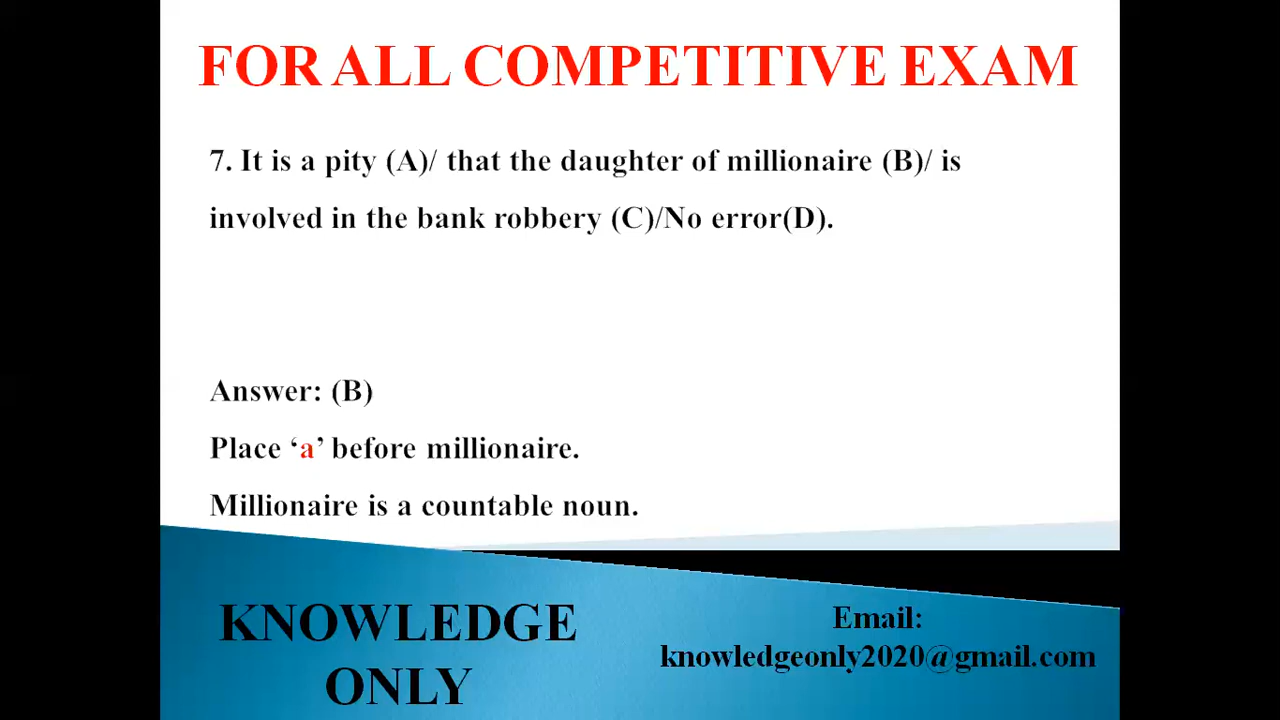 FOR ALL COMPETITIVE EXAM
7. It is a pity (A)/ that the daughter of millionaire (B)/ is
involved in the bank robbery (C)/No error(D).
Answer: (B)
Place ‘a’ before millionaire.
Millionaire is a countable noun.
KNOWLEDGE
ONLY
Email:
knowledgeonly2020@gmail.com